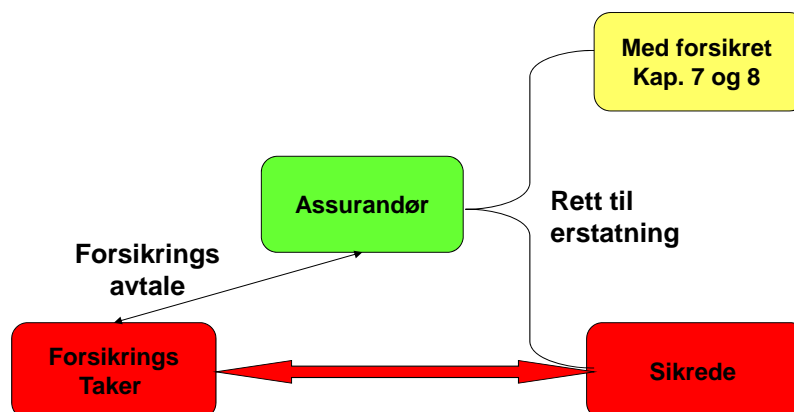 Med forsikret
Kap. 7 og 8
Assurandør
Rett til
erstatning
Forsikrings
avtale
Forsikrings
Taker
Sikrede